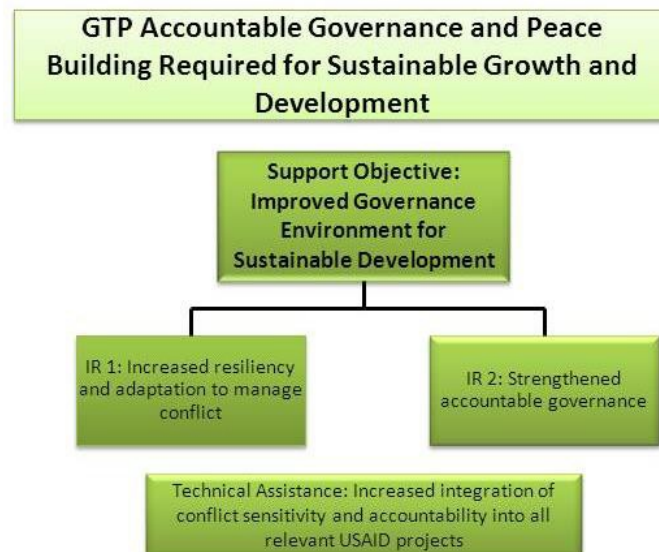 GTP Accountable Governance and Peace
Building Required for Sustainable Growth and
Development
Support Objective:
Improved Governance
Environment for
Sustainable Development
IR 1: Increased resiliency
and adaptation to manage
conflict
IR 2: Strengthened
accountable governance
Technical Assistance: Increased integration of
conflict sensitivity and accountability into all
relevant USAID projects